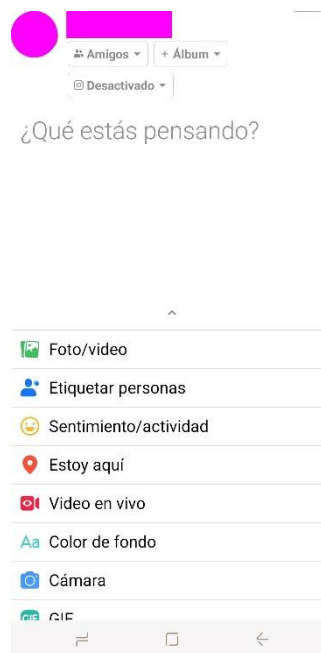 Amigos
+ Álbum
Desactivado
¿Qué estás pensando?
Foto/video
Etiquetar personas
Sentimiento/actividad
Estoy aquí
Video en vivo
Aa Color de fondo
Cámara
GIF GIF